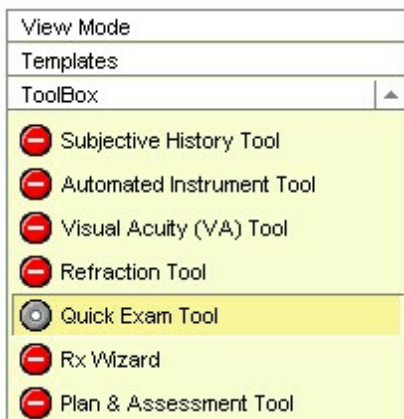 View Mode
Templates
ToolBox
Subjective History Tool
Automated Instrument Tool
Visual Acuity (VA) Tool
Refraction Tool
Quick Exam Tool
Rx Wizard
Plan & Assessment Tool